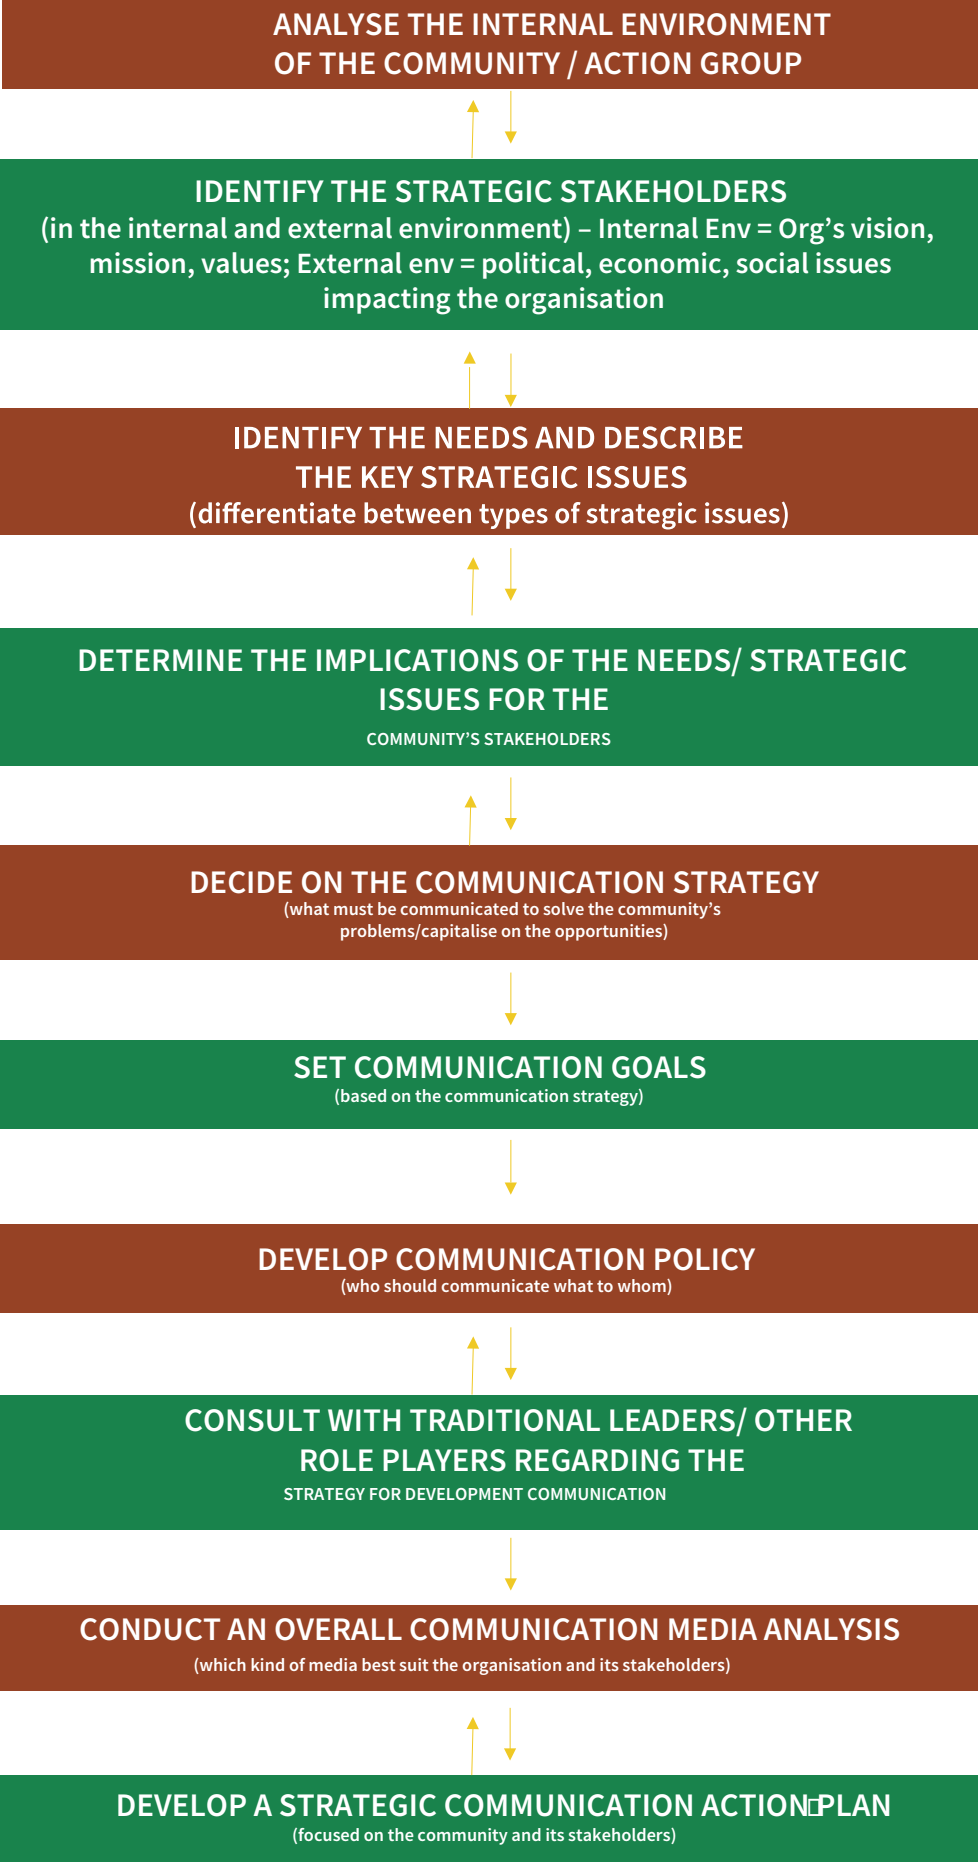 ANALYSE THE INTERNAL ENVIRONMENT
OF THE COMMUNITY / ACTION GROUP
IDENTIFY THE STRATEGIC STAKEHOLDERS
(in the internal and external environment) – Internal Env = Org’s vision,
mission, values; External env = political, economic, social issues
impacting the organisation
IDENTIFY THE NEEDS AND DESCRIBE
THE KEY STRATEGIC ISSUES
(differentiate between types of strategic issues)
DETERMINE THE IMPLICATIONS OF THE NEEDS/ STRATEGIC
ISSUES FOR THE
COMMUNITY’S STAKEHOLDERS
DECIDE ON THE COMMUNICATION STRATEGY
(what must be communicated to solve the community’s
problems/capitalise on the opportunities)
SET COMMUNICATION GOALS
(based on the communication strategy)
DEVELOP COMMUNICATION POLICY
(who should communicate what to whom)
CONSULT WITH TRADITIONAL LEADERS/ OTHER
ROLE PLAYERS REGARDING THE
STRATEGY FOR DEVELOPMENT COMMUNICATION
CONDUCT AN OVERALL COMMUNICATION MEDIA ANALYSIS
(which kind of media best suit the organisation and its stakeholders)
DEVELOP A STRATEGIC COMMUNICATION ACTION□PLAN
(focused on the community and its stakeholders)